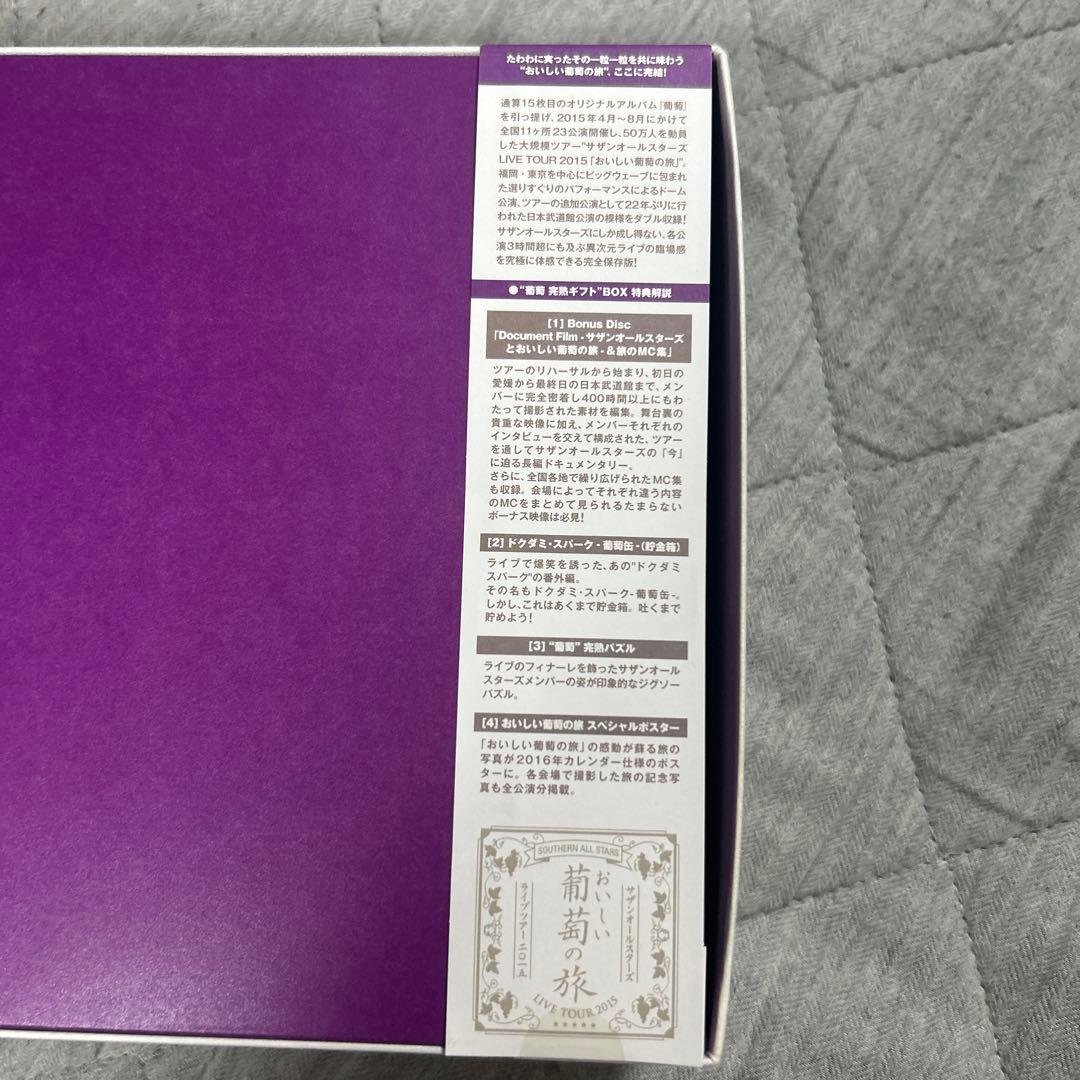 たわわに実ったその一粒一粒を共に味わう
"おいしい葡萄の旅"、ここに完結!
通算15枚目のオリジナルアルバム『葡萄』
を引っ提げ、2015年4月〜8月にかけて
全国11ヶ所23公演開催し、50万人を動員
した大規模ツアー"サザンオールスターズ
LIVE TOUR 2015「おいしい葡萄の旅」"。
福岡・東京を中心にビッグウェーブに包まれ
た選りすぐりのパフォーマンスによるドーム
公演、ツアーの追加公演として22年ぶりに行
われた日本武道館公演の模様をダブル収録!
サザンオールスターズにしか成し得ない、各公
演3時間超にも及ぶ異次元ライブの臨場感
を究極に体感できる完全保存版!
●"葡萄 完熟ギフト"BOX 特典解説
[1] Bonus Disc
「Document Film - サザンオールスターズ
とおいしい葡萄の旅 - & 旅のMC集」
ツアーのリハーサルから始まり、初日の
愛媛から最終日の日本武道館まで、メン
バーに完全密着し400時間以上にもわ
たって撮影された素材を編集。舞台裏の
貴重な映像に加え、メンバーそれぞれの
インタビューを交えて構成された、ツアー
を通してサザンオールスターズの「今」
に迫る長編ドキュメンタリー。
さらに、全国各地で繰り広げられたMC集
も収録。会場によってそれぞれ違う内容
のMCをまとめて見られるたまらない
ボーナス映像は必見!
[2] ドクダミ・スパーク - 葡萄缶 - (貯金箱)
ライブで爆笑を誘った、あの"ドクダミ
スパーク"の番外編。
その名もドクダミ・スパーク- 葡萄缶 -。
しかし、これはあくまで貯金箱。吐くまで
貯めよう!
[3] "葡萄" 完熟パズル
ライブのフィナーレを飾ったサザンオール
スターズメンバーの姿が印象的なジグソー
パズル。
[4] おいしい葡萄の旅 スペシャルポスター
「おいしい葡萄の旅」の感動が蘇る旅の
写真が2016年カレンダー仕様のポス
ターに。各会場で撮影した旅の記念写
真も全公演分掲載。
SOUTHERN ALL STARS
サザンオールスターズ
おいしい
葡萄の旅
ライブツアー二〇一五
LIVE TOUR 2015